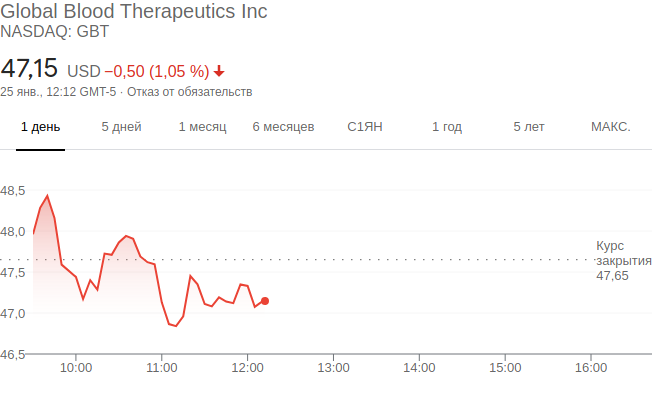 Global Blood Therapeutics Inc
NASDAQ: GBT
47,15 USD −0,50 (1,05 %)
25 янв., 12:12 GMT-5 · Отказ от обязательств
1 день 5 дней 1 месяц 6 месяцев С1ЯН 1 год 5 лет МАКС.
48,5
48,0
Курс
закрытия
47,65
47,5
47,0
46,5
10:00 11:00 12:00 13:00 14:00 15:00 16:00